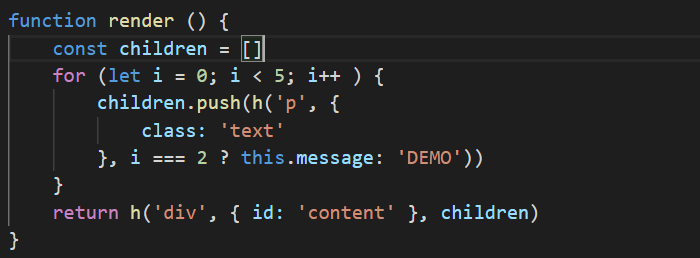 function render () {
    const children = []
    for (let i = 0; i < 5; i++ ) {
        children.push(h('p', {
            class: 'text'
        }, i === 2 ? this.message: 'DEMO'))
    }
    return h('div', { id: 'content' }, children)
}